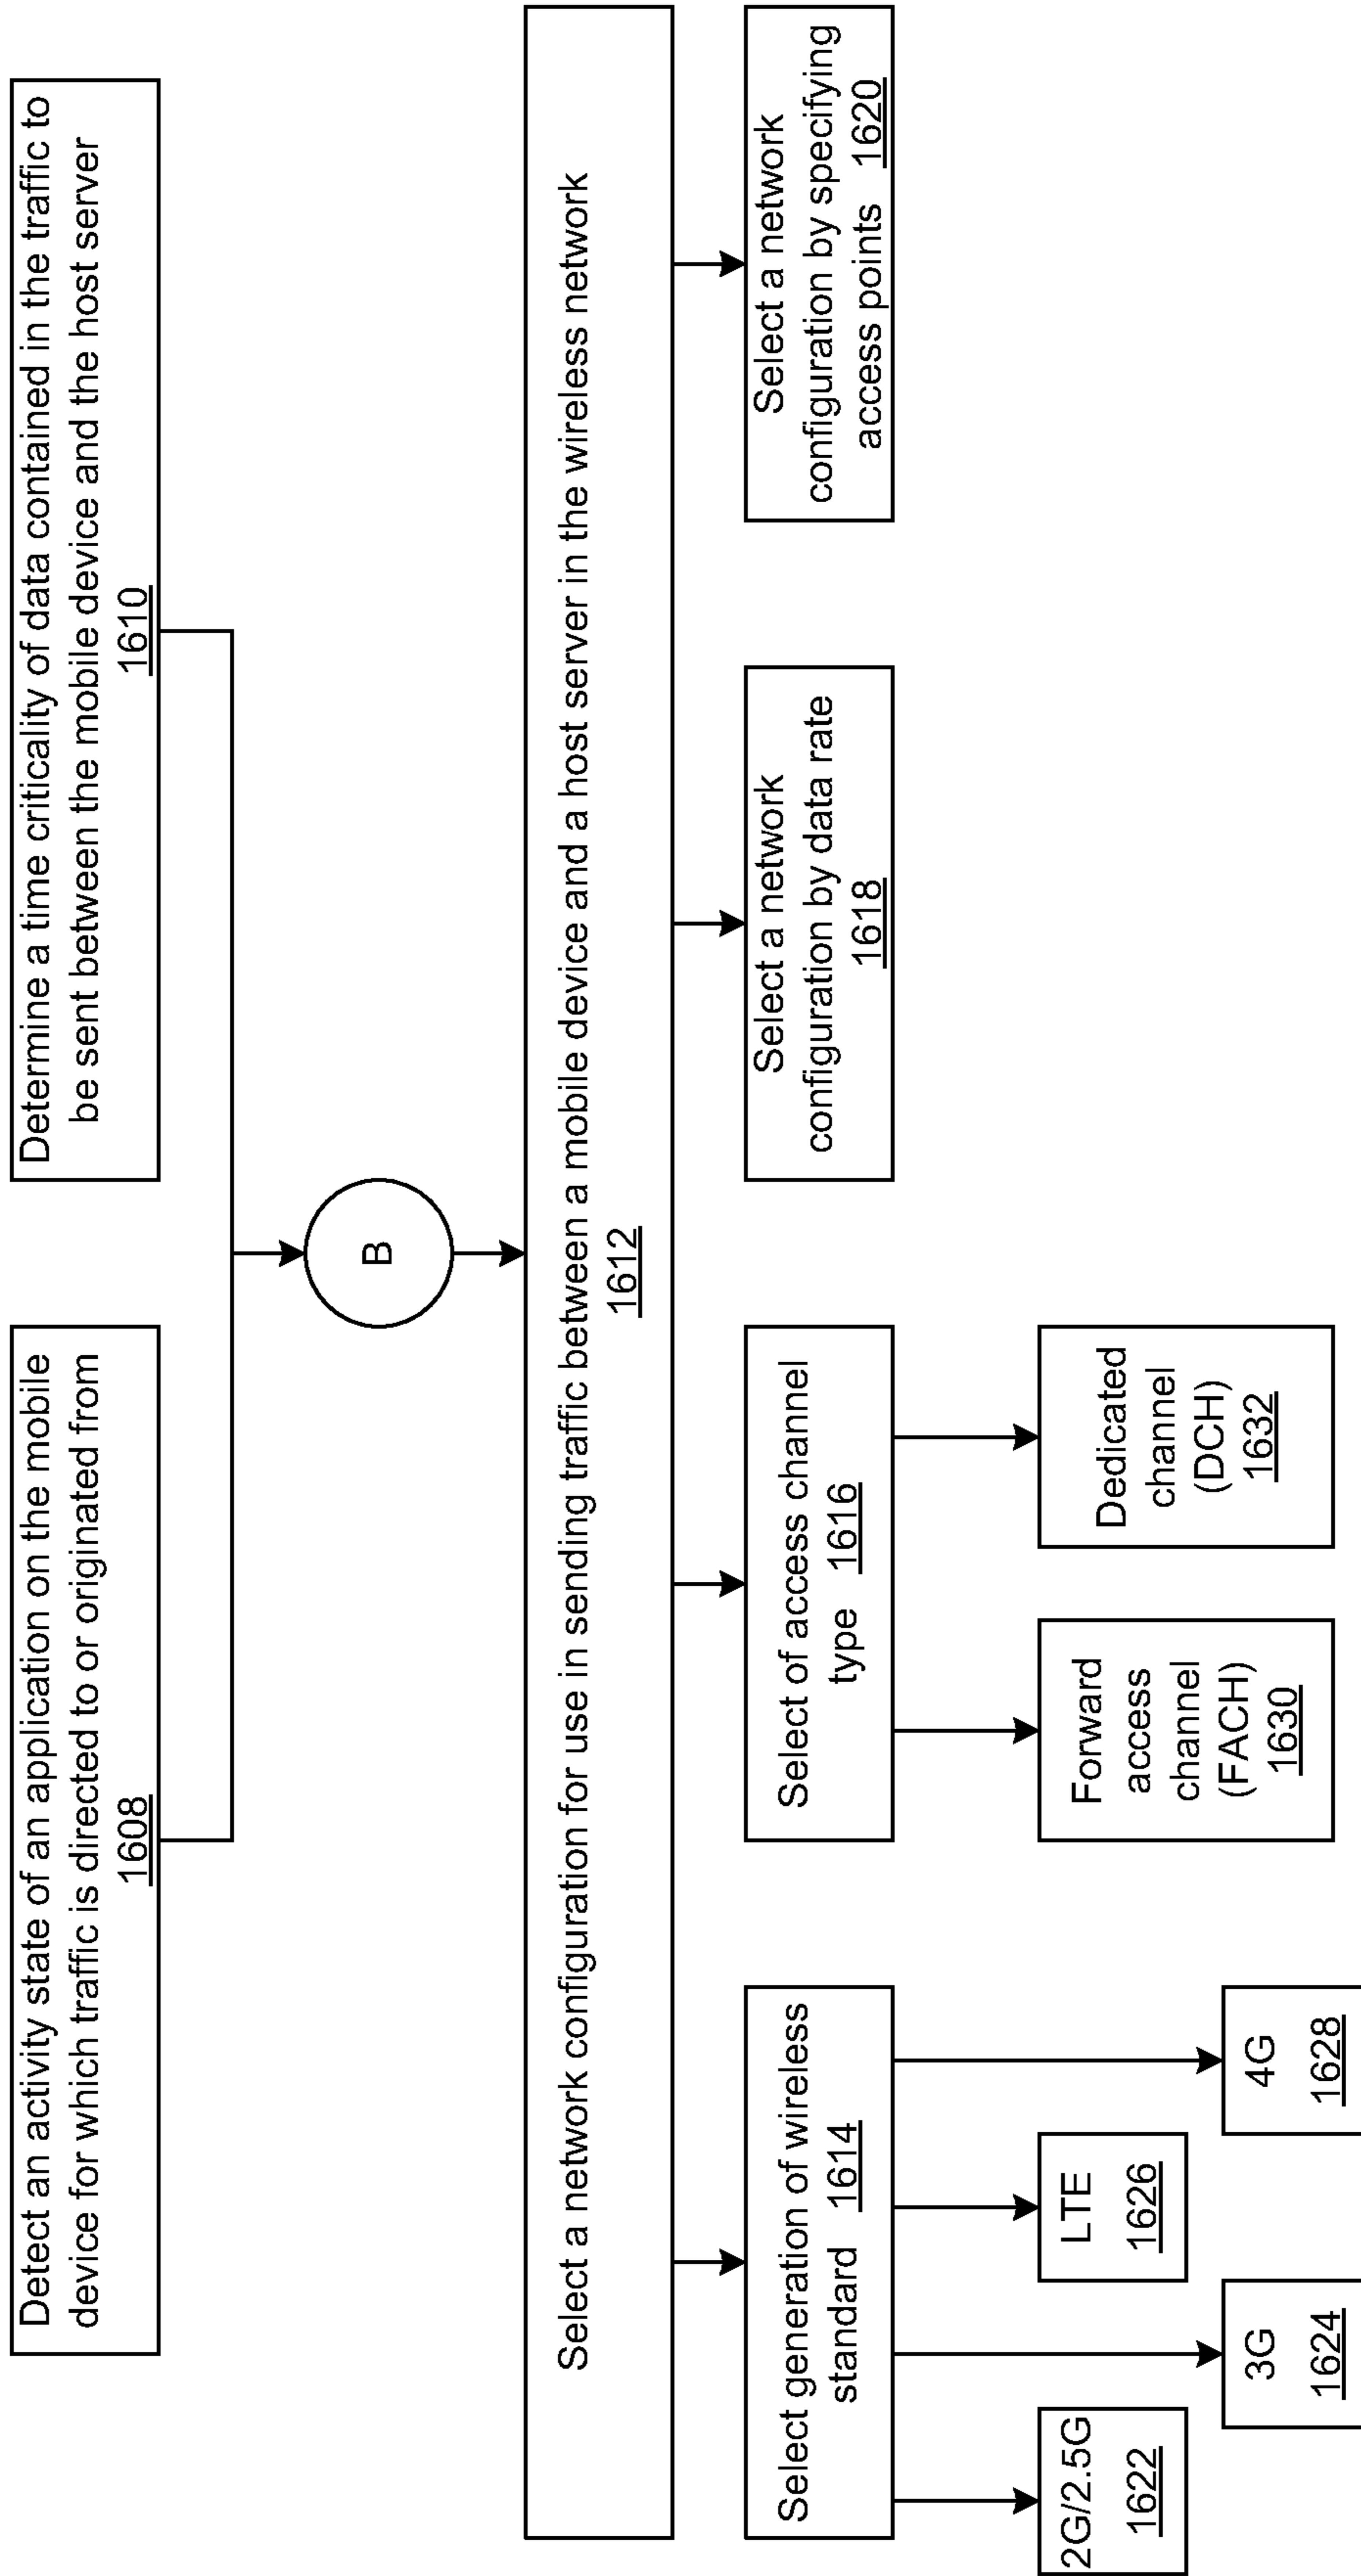 Detect an activity state of an application on the mobile
device for which traffic is directed to or originated from
1608
Determine a time criticality of data contained in the traffic to
be sent between the mobile device and the host server
1610
B
Select a network configuration for use in sending traffic between a mobile device and a host server in the wireless network
1612
Select generation of wireless
standard 1614
Select of access channel
type 1616
Select a network
configuration by data rate
1618
Select a network
configuration by specifying
access points 1620
2G/2.5G
1622
3G
1624
LTE
1626
4G
1628
Forward
access
channel
(FACH)
1630
Dedicated
channel
(DCH)
1632